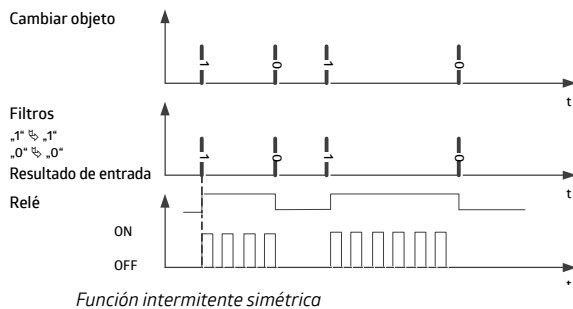 Cambiar objeto
1 0 1 0
t
Filtros
„1“ ⏎ „1“
„0“ ⏎ „0“
1 0 1 0
Resultado de entrada
t
Relé
ON
OFF
t
Función intermitente simétrica